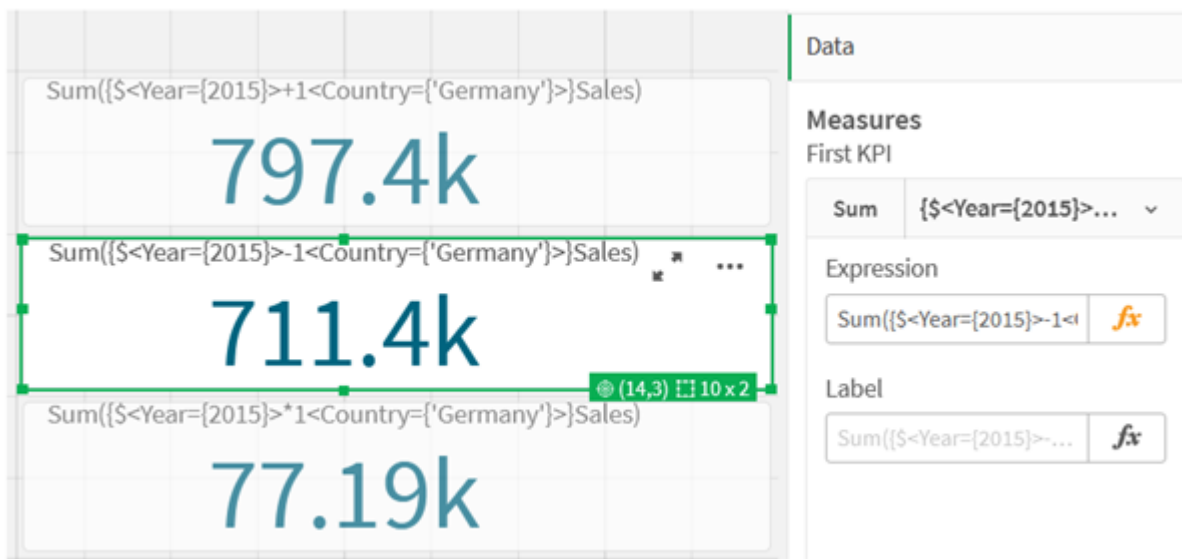 Sum({$<Year={2015}>+1<Country={'Germany'}>}Sales)
797.4k
Sum({$<Year={2015}>-1<Country={'Germany'}>}Sales)
711.4k
(14,3) 10 x 2
Sum({$<Year={2015}>*1<Country={'Germany'}>}Sales)
77.19k
Data
Measures
First KPI
Sum {$<Year={2015}>...
Expression
Sum({$<Year={2015}>-1<( fx
Label
Sum({$<Year={2015}>-... fx